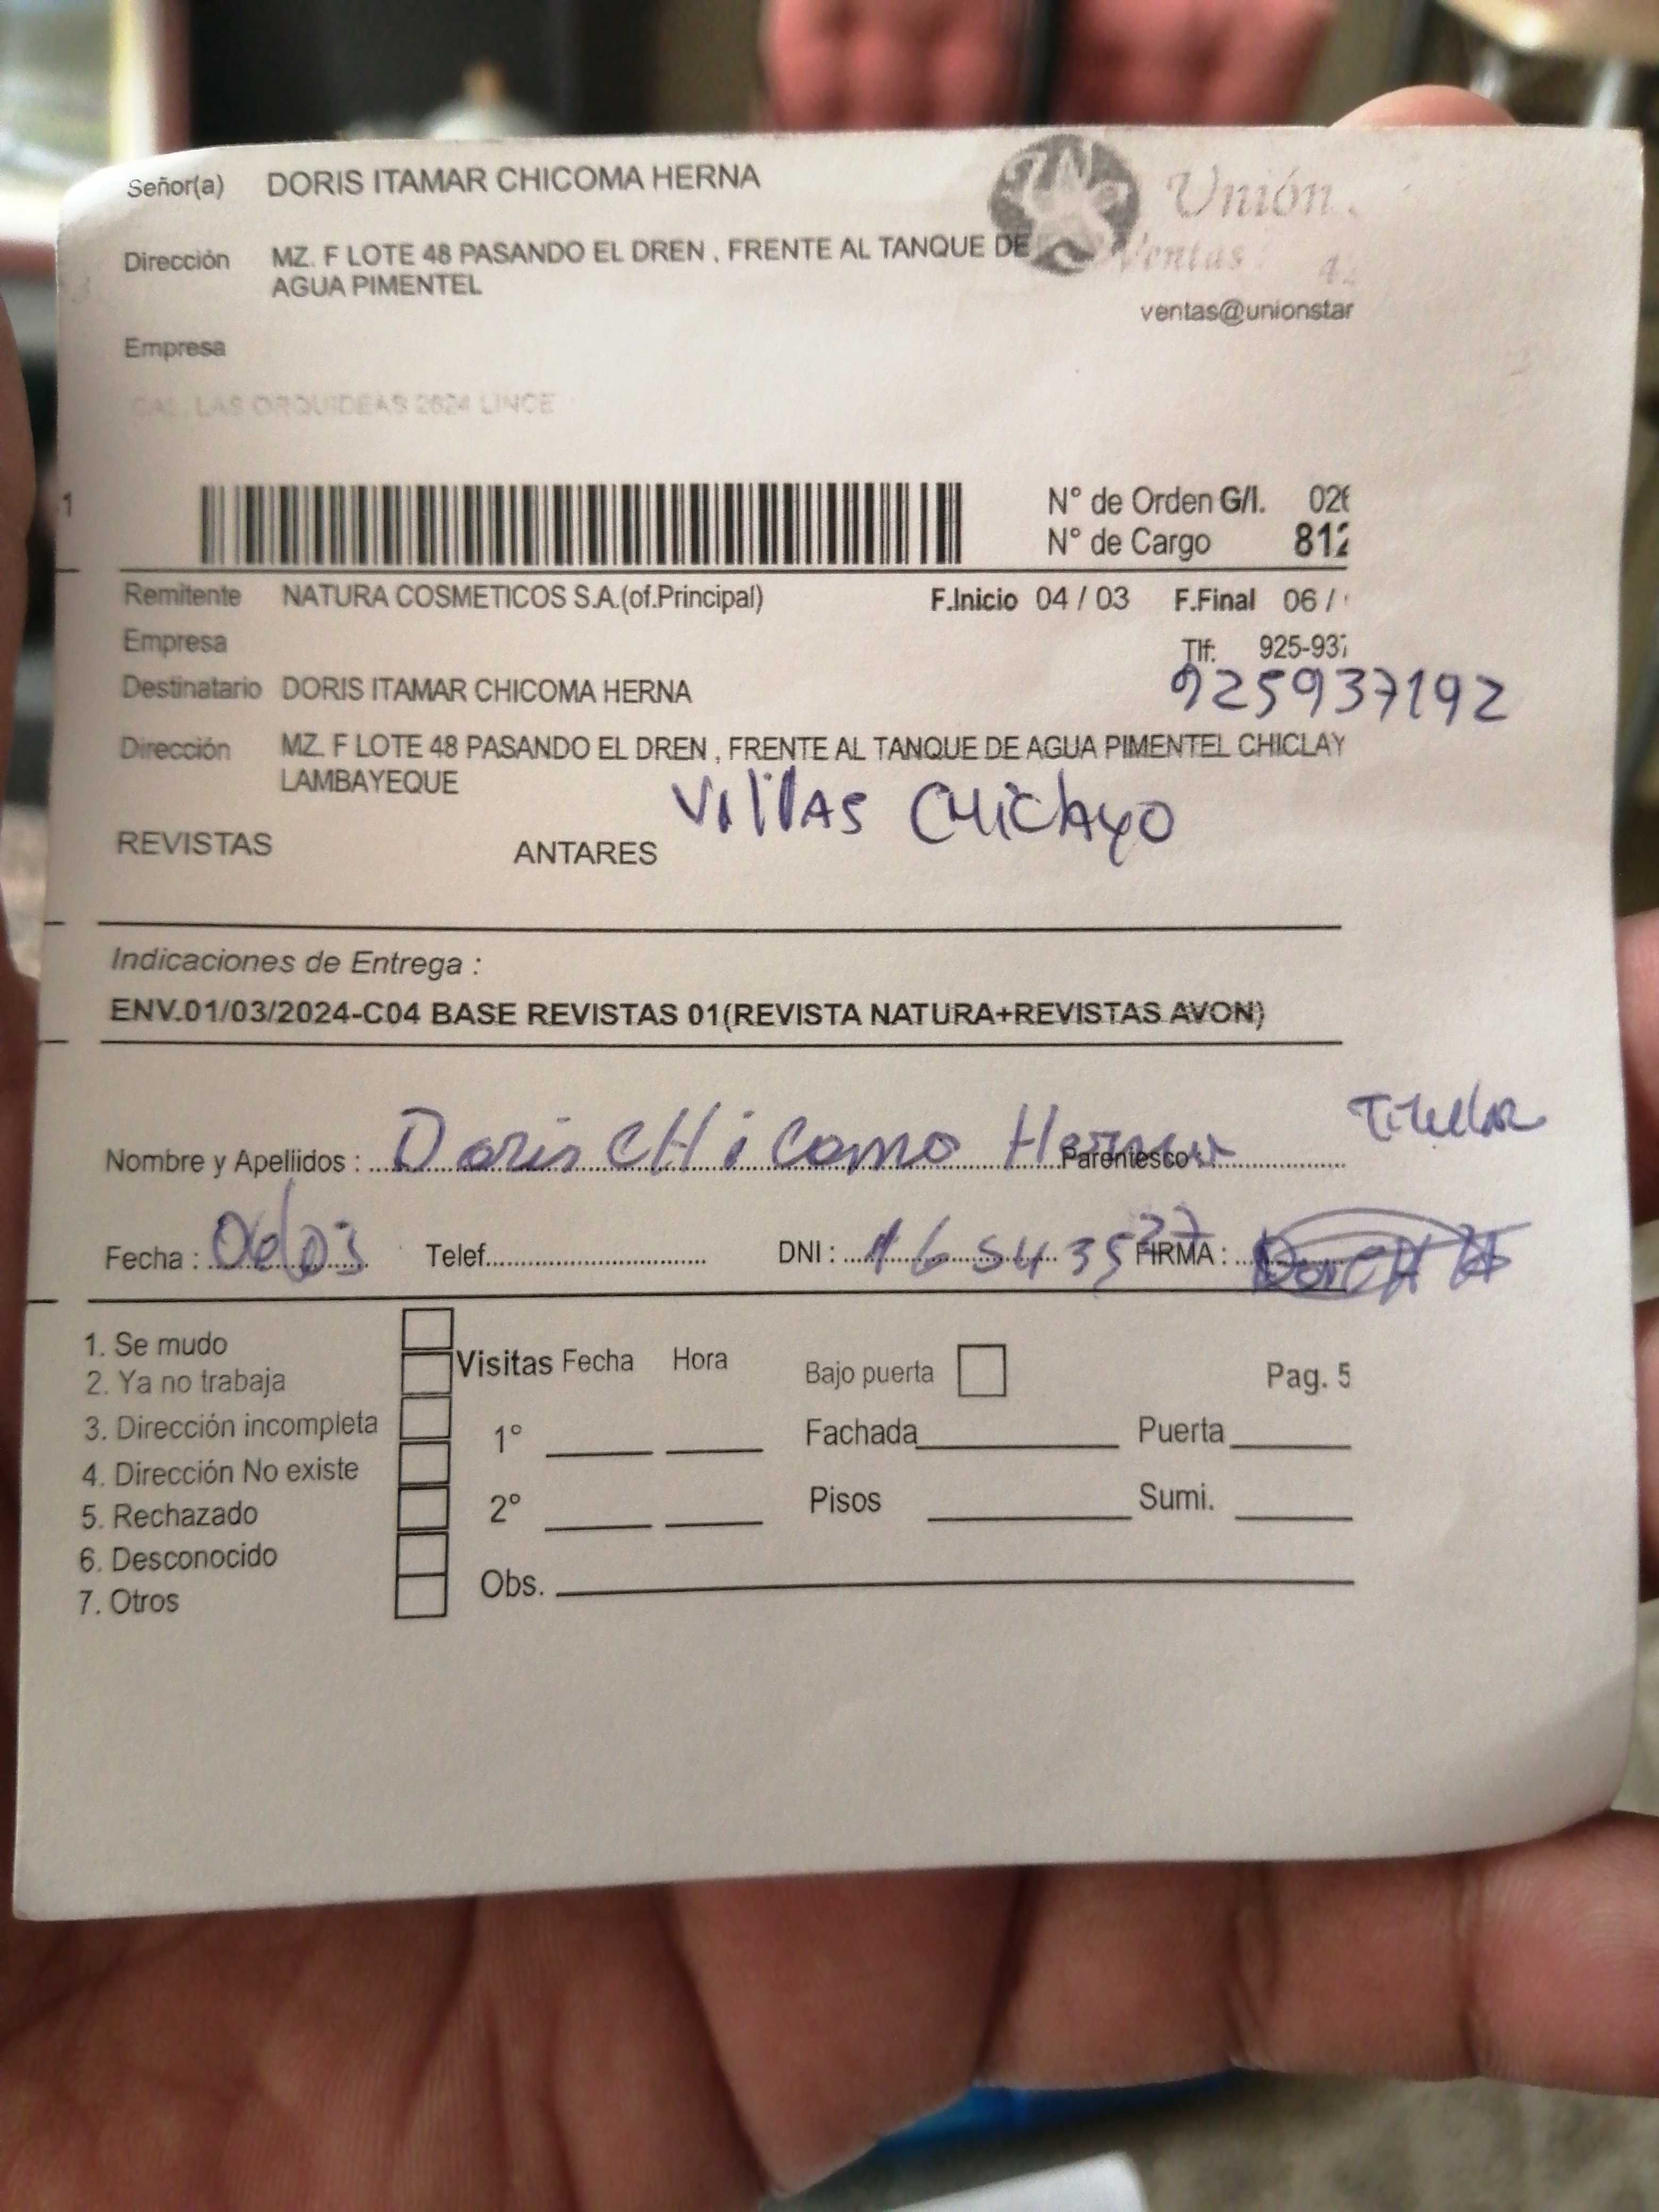 Señor(a) DORIS ITAMAR CHICOMA HERNA
Unión
Dirección MZ. F LOTE 48 PASANDO EL DREN , FRENTE AL TANQUE DE
Ventas
AGUA PIMENTEL
ventas@unionstar
Empresa
CAL. LAS ORQUIDEAS 2624 LINCE
1
N° de Orden G/I. 026
N° de Cargo 812
Remitente NATURA COSMETICOS S.A.(of.Principal) F.Inicio 04 / 03 F.Final 06 /
Empresa Tlf: 925-937
925937192
Destinatario DORIS ITAMAR CHICOMA HERNA
Dirección MZ. F LOTE 48 PASANDO EL DREN , FRENTE AL TANQUE DE AGUA PIMENTEL CHICLAY
LAMBAYEQUE
Villas CHiclayo
REVISTAS ANTARES
Indicaciones de Entrega :
ENV.01/03/2024-C04 BASE REVISTAS 01(REVISTA NATURA+REVISTAS AVON)
Titular
Nombre y Apellidos : Doris CHicoma Parentesco
Fecha : 06/03 Telef. DNI : 16543537 FIRMA :
1. Se mudo
2. Ya no trabaja
3. Dirección incompleta
4. Dirección No existe
5. Rechazado
6. Desconocido
7. Otros
Visitas Fecha Hora Bajo puerta Pag. 5
1° Fachada Puerta
2° Pisos Sumi.
Obs.